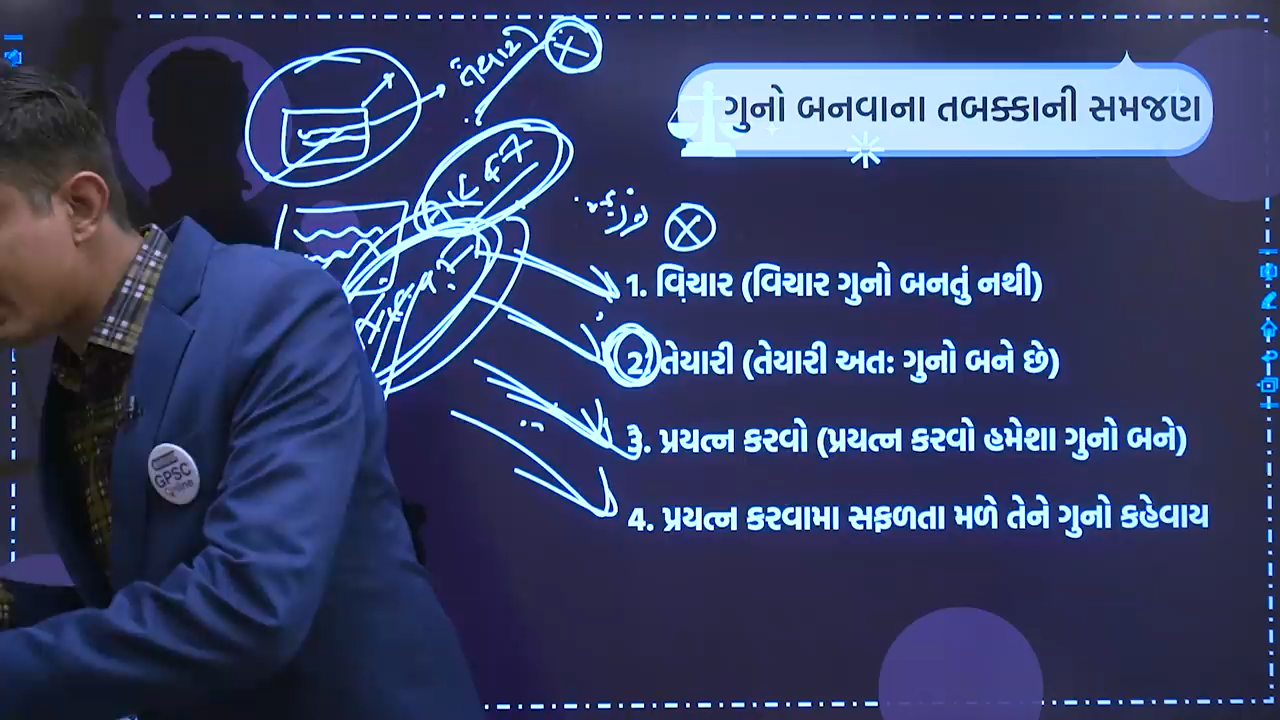 ગુનો બનવાના તબક્કાની સમજણ
તૈયારી
1. વિચાર (વિચાર ગુનો બનતું નથી)
2. તેયારી (તેયારી અતઃ ગુનો બને છે)
3. પ્રયત્ન કરવો (પ્રયત્ન કરવો હમેશા ગુનો બને)
4. પ્રયત્ન કરવામા સફળતા મળે તેને ગુનો કહેવાય
GPSC
Online